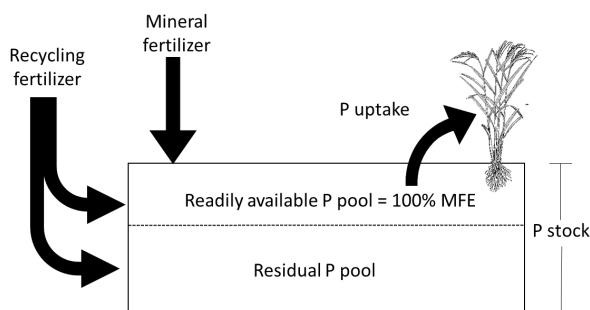 Mineral
fertilizer
Recycling
fertilizer
P uptake
Readily available P pool = 100% MFE
P stock
Residual P pool